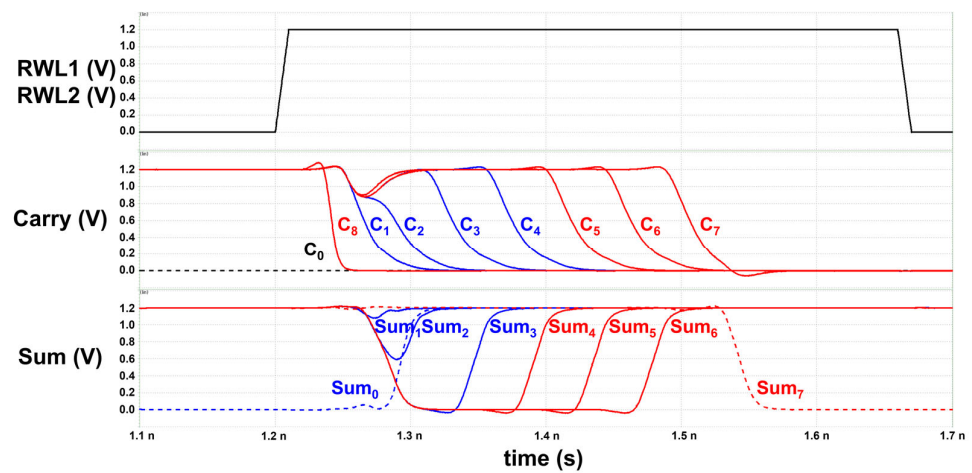 RWL1 (V)
RWL2 (V)
1.2
1.0
0.8
0.6
0.4
0.2
0.0
Carry (V)
1.2
1.0
0.8
0.6
0.4
0.2
0.0
C0
C8
C1
C2
C3
C4
C5
C6
C7
Sum (V)
1.2
1.0
0.8
0.6
0.4
0.2
0.0
Sum1
Sum2
Sum3
Sum4
Sum5
Sum6
Sum0
Sum7
1.1 n
1.2 n
1.3 n
1.4 n
1.5 n
1.6 n
1.7 n
time (s)